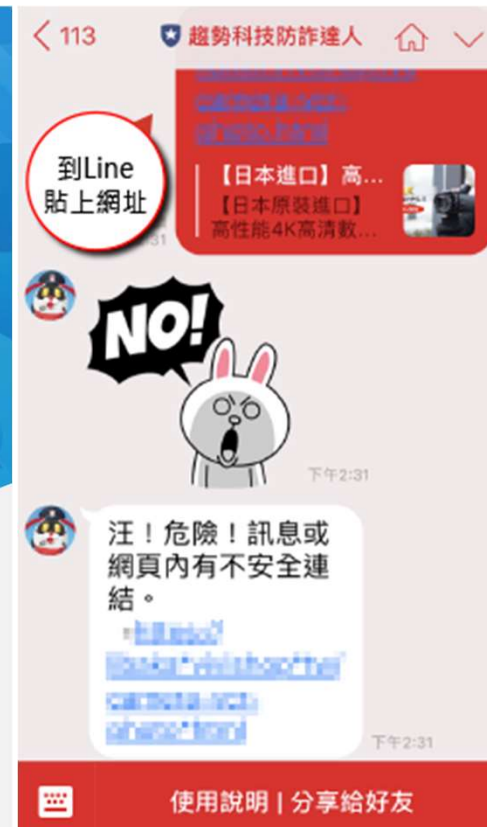 113
趨勢科技防詐達人
到Line
貼上網址
【日本進口】高...
【日本原裝進口】
高性能4K高清數...
31
NO!
下午2:31
汪！危險！訊息或
網頁內有不安全連
結。
下午2:31
使用說明 | 分享給好友